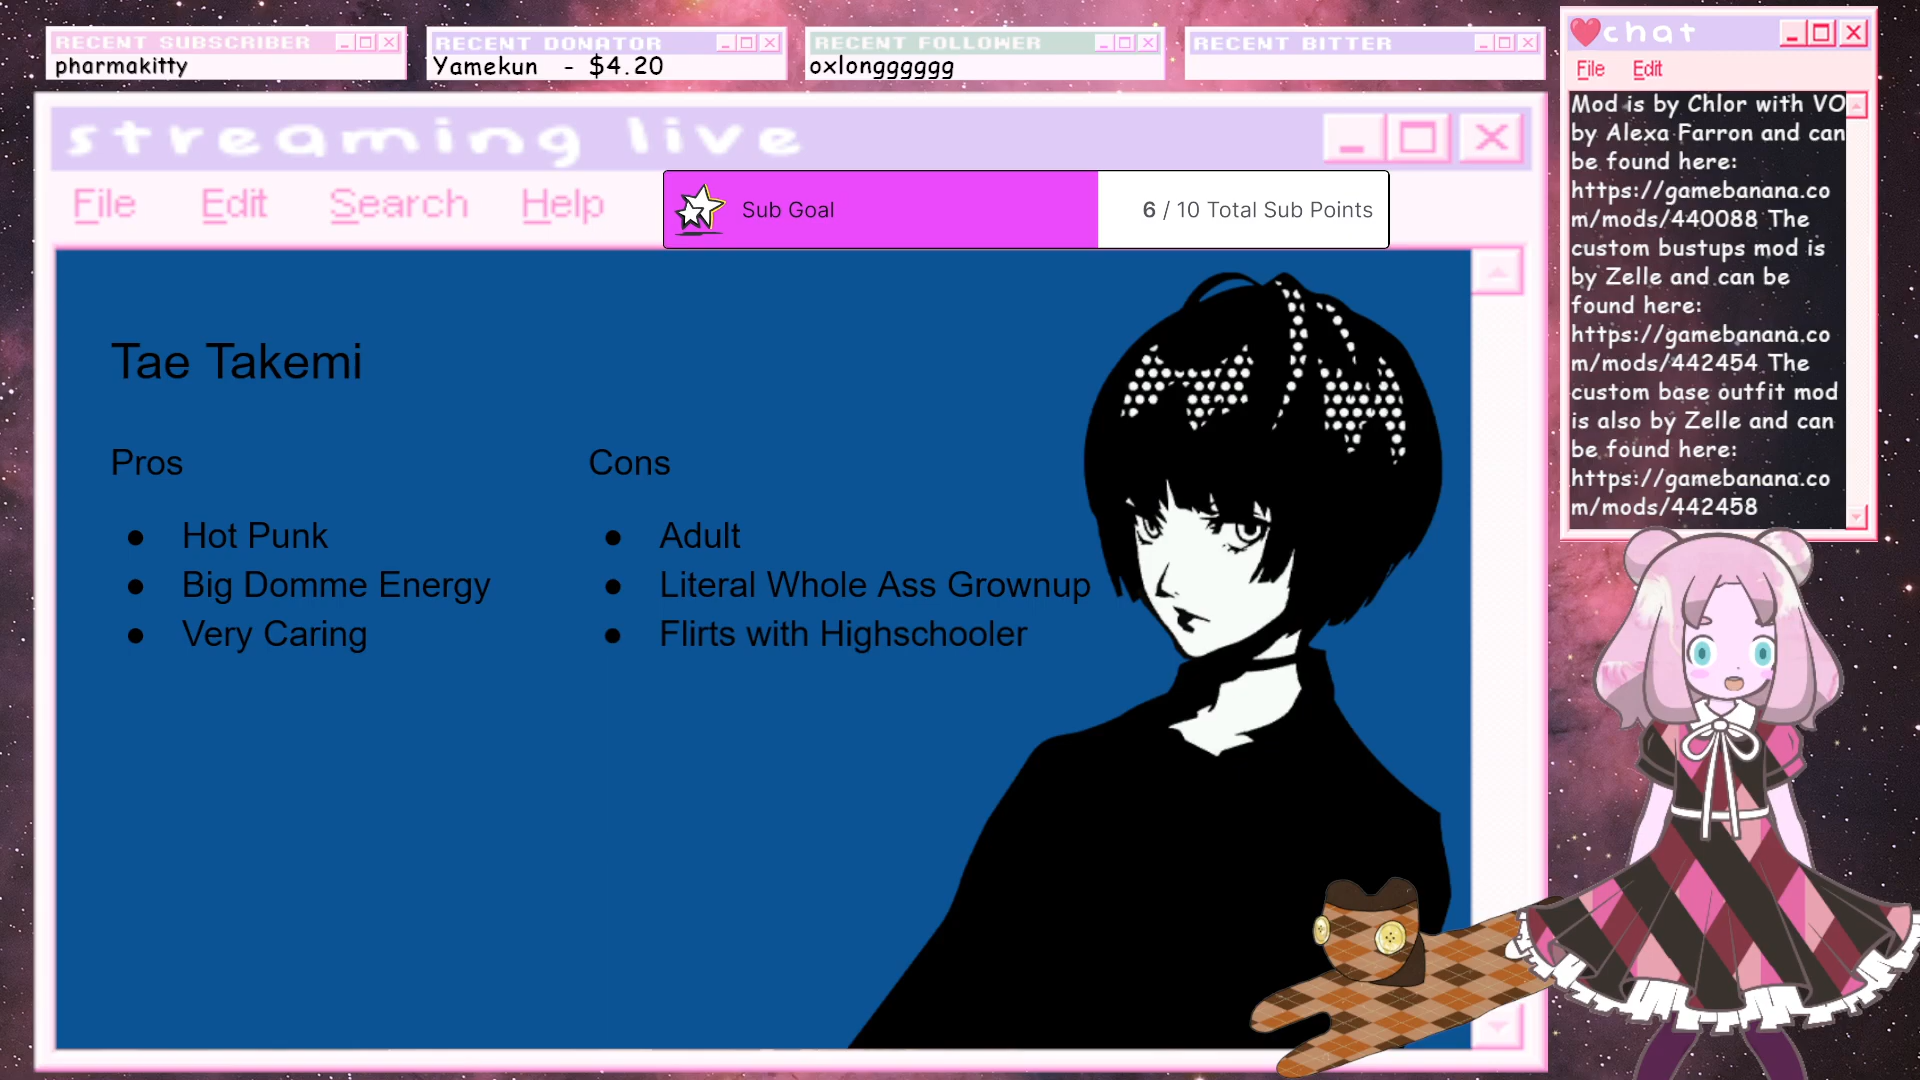 RECENT SUBSCRIBER
pharmakitty
RECENT DONATOR
Yamekun - $4.20
RECENT FOLLOWER
oxlongggggg
RECENT BITTER
chat
File Edit
Mod is by Chlor with VO
by Alexa Farron and can
be found here:
https://gamebanana.co
m/mods/440088 The
custom bustups mod is
by Zelle and can be
found here:
https://gamebanana.co
m/mods/442454 The
custom base outfit mod
is also by Zelle and can
be found here:
https://gamebanana.co
m/mods/442458
streaming live
File Edit Search Help
Sub Goal
6 / 10 Total Sub Points
Tae Takemi
Pros
● Hot Punk
● Big Domme Energy
● Very Caring
Cons
● Adult
● Literal Whole Ass Grownup
● Flirts with Highschooler